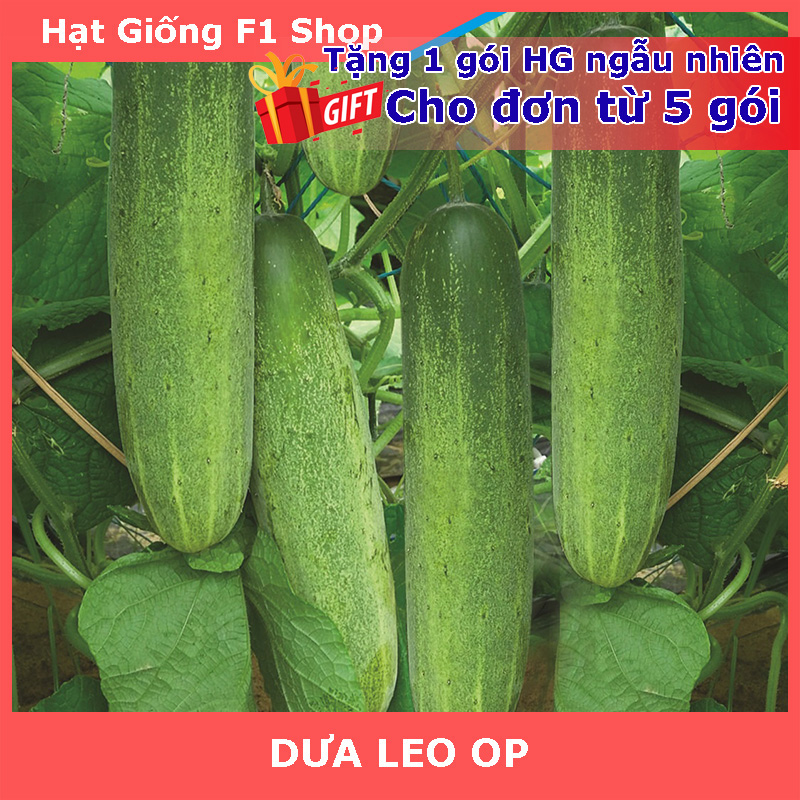 Hạt Giống F1 Shop
Tặng 1 gói HG ngẫu nhiên
GIFT
Cho đơn từ 5 gói
DƯA LEO OP